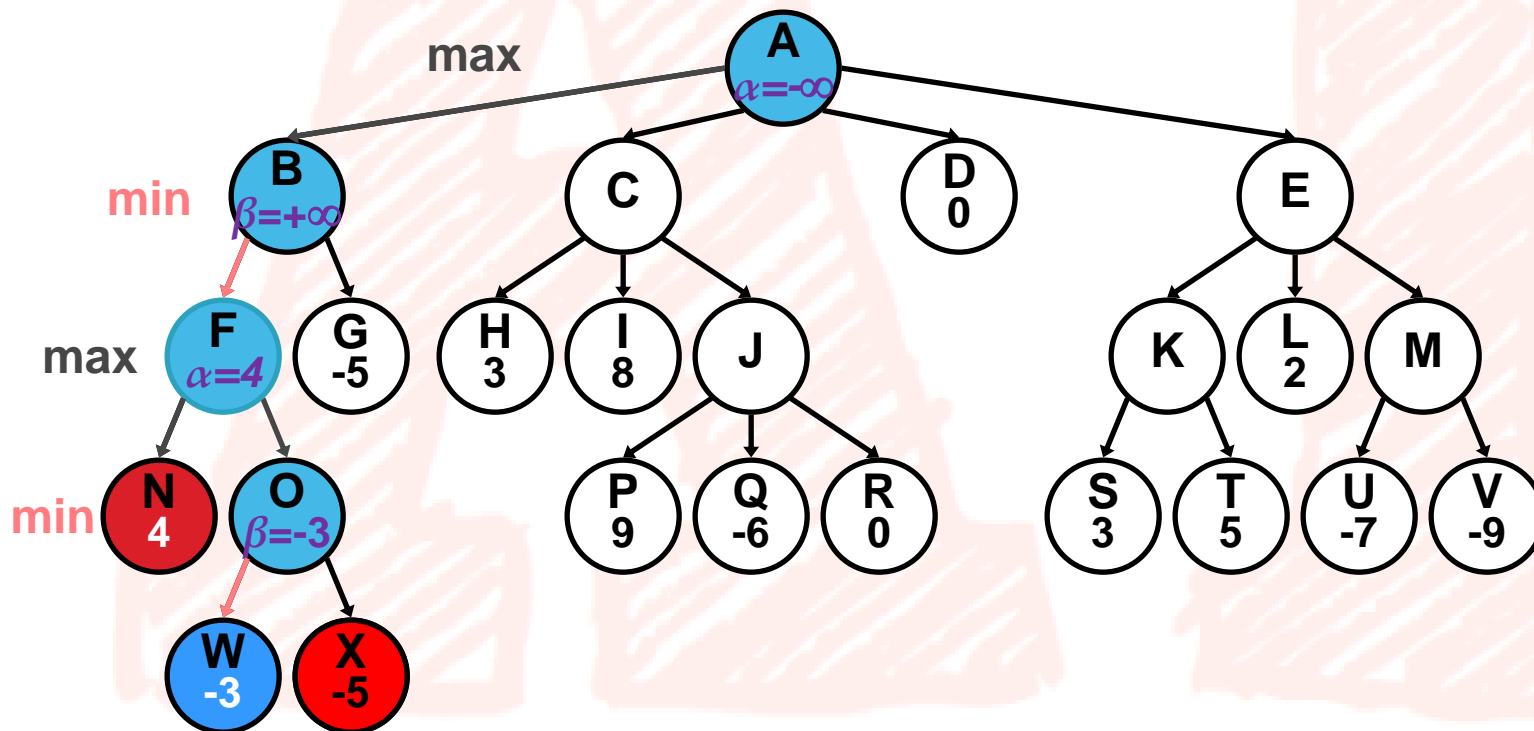 A
max
α=-∞
B
C
D
E
min
β=+∞
0
F
G
H
I
J
K
L
M
max
α=4
-5
3
8
2
N
O
P
Q
R
S
T
U
V
min
4
β=-3
9
-6
0
3
5
-7
-9
W
X
-3
-5